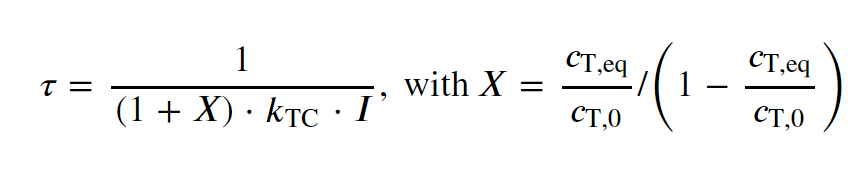 τ = 1 / ((1 + X) · k_TC · I), with X = c_T,eq / c_T,0 / (1 − c_T,eq / c_T,0)